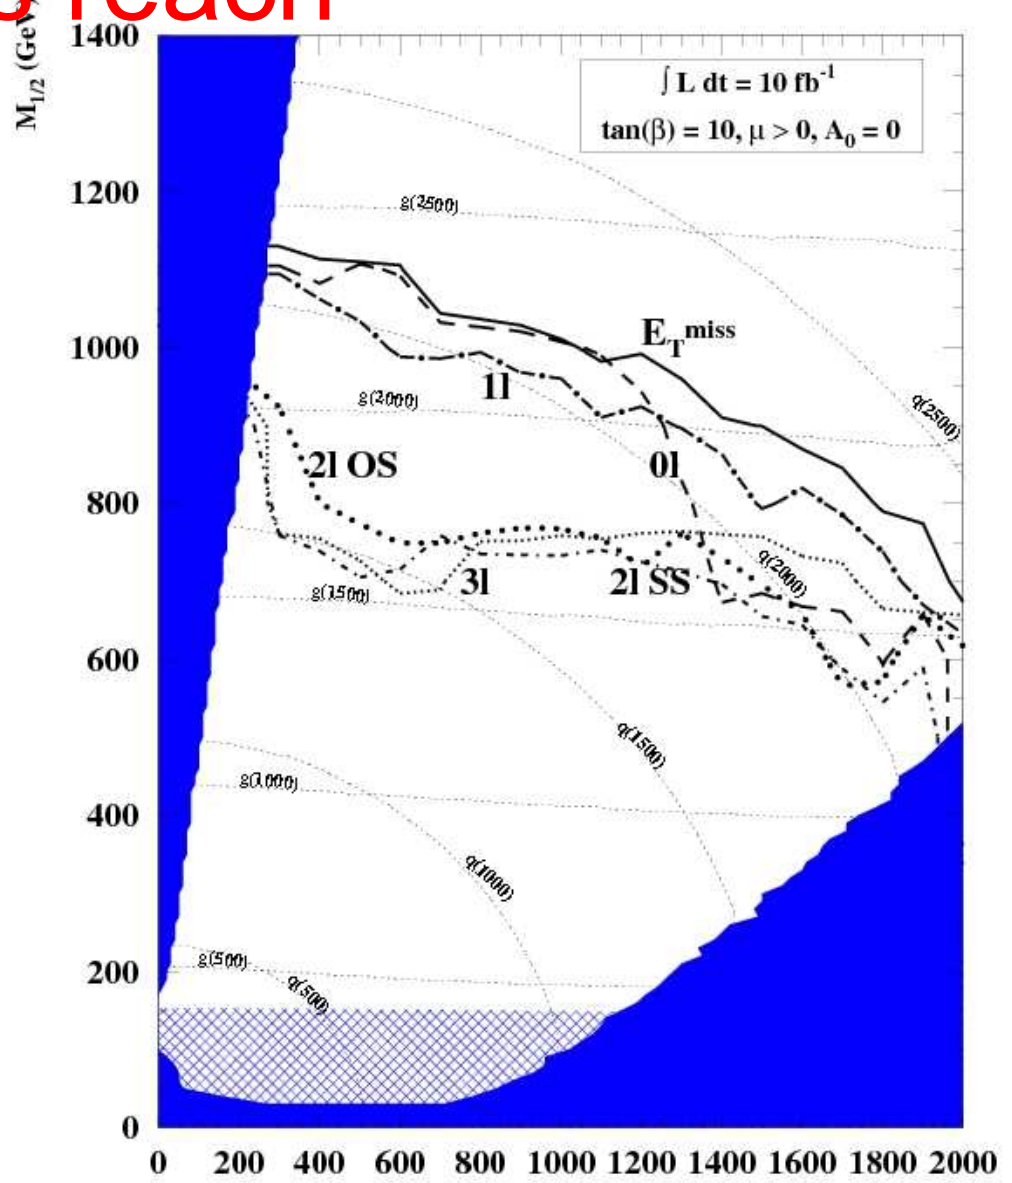 s reach
1400
M1/2 (GeV)
∫ L dt = 10 fb-1
tan(β) = 10, μ > 0, A0 = 0
1200
g(2500)
1000
ETmiss
1l
g(2000)
q(2500)
2l OS
0l
800
q(2000)
3l
2l SS
g(1500)
600
q(1500)
g(1000)
400
q(1000)
200
g(500)
q(500)
0
0 200 400 600 800 1000 1200 1400 1600 1800 2000